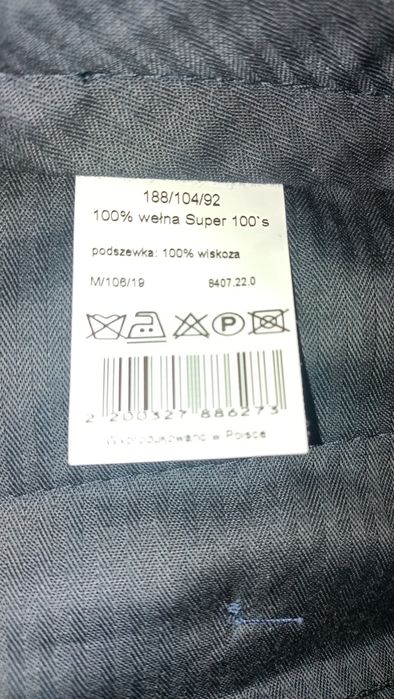 188/104/92
100% wełna Super 100`s
podszewka: 100% wiskoza
M/106/19 8407.22.0
P
2 200327 886273
Wyprodukowano w Polsce